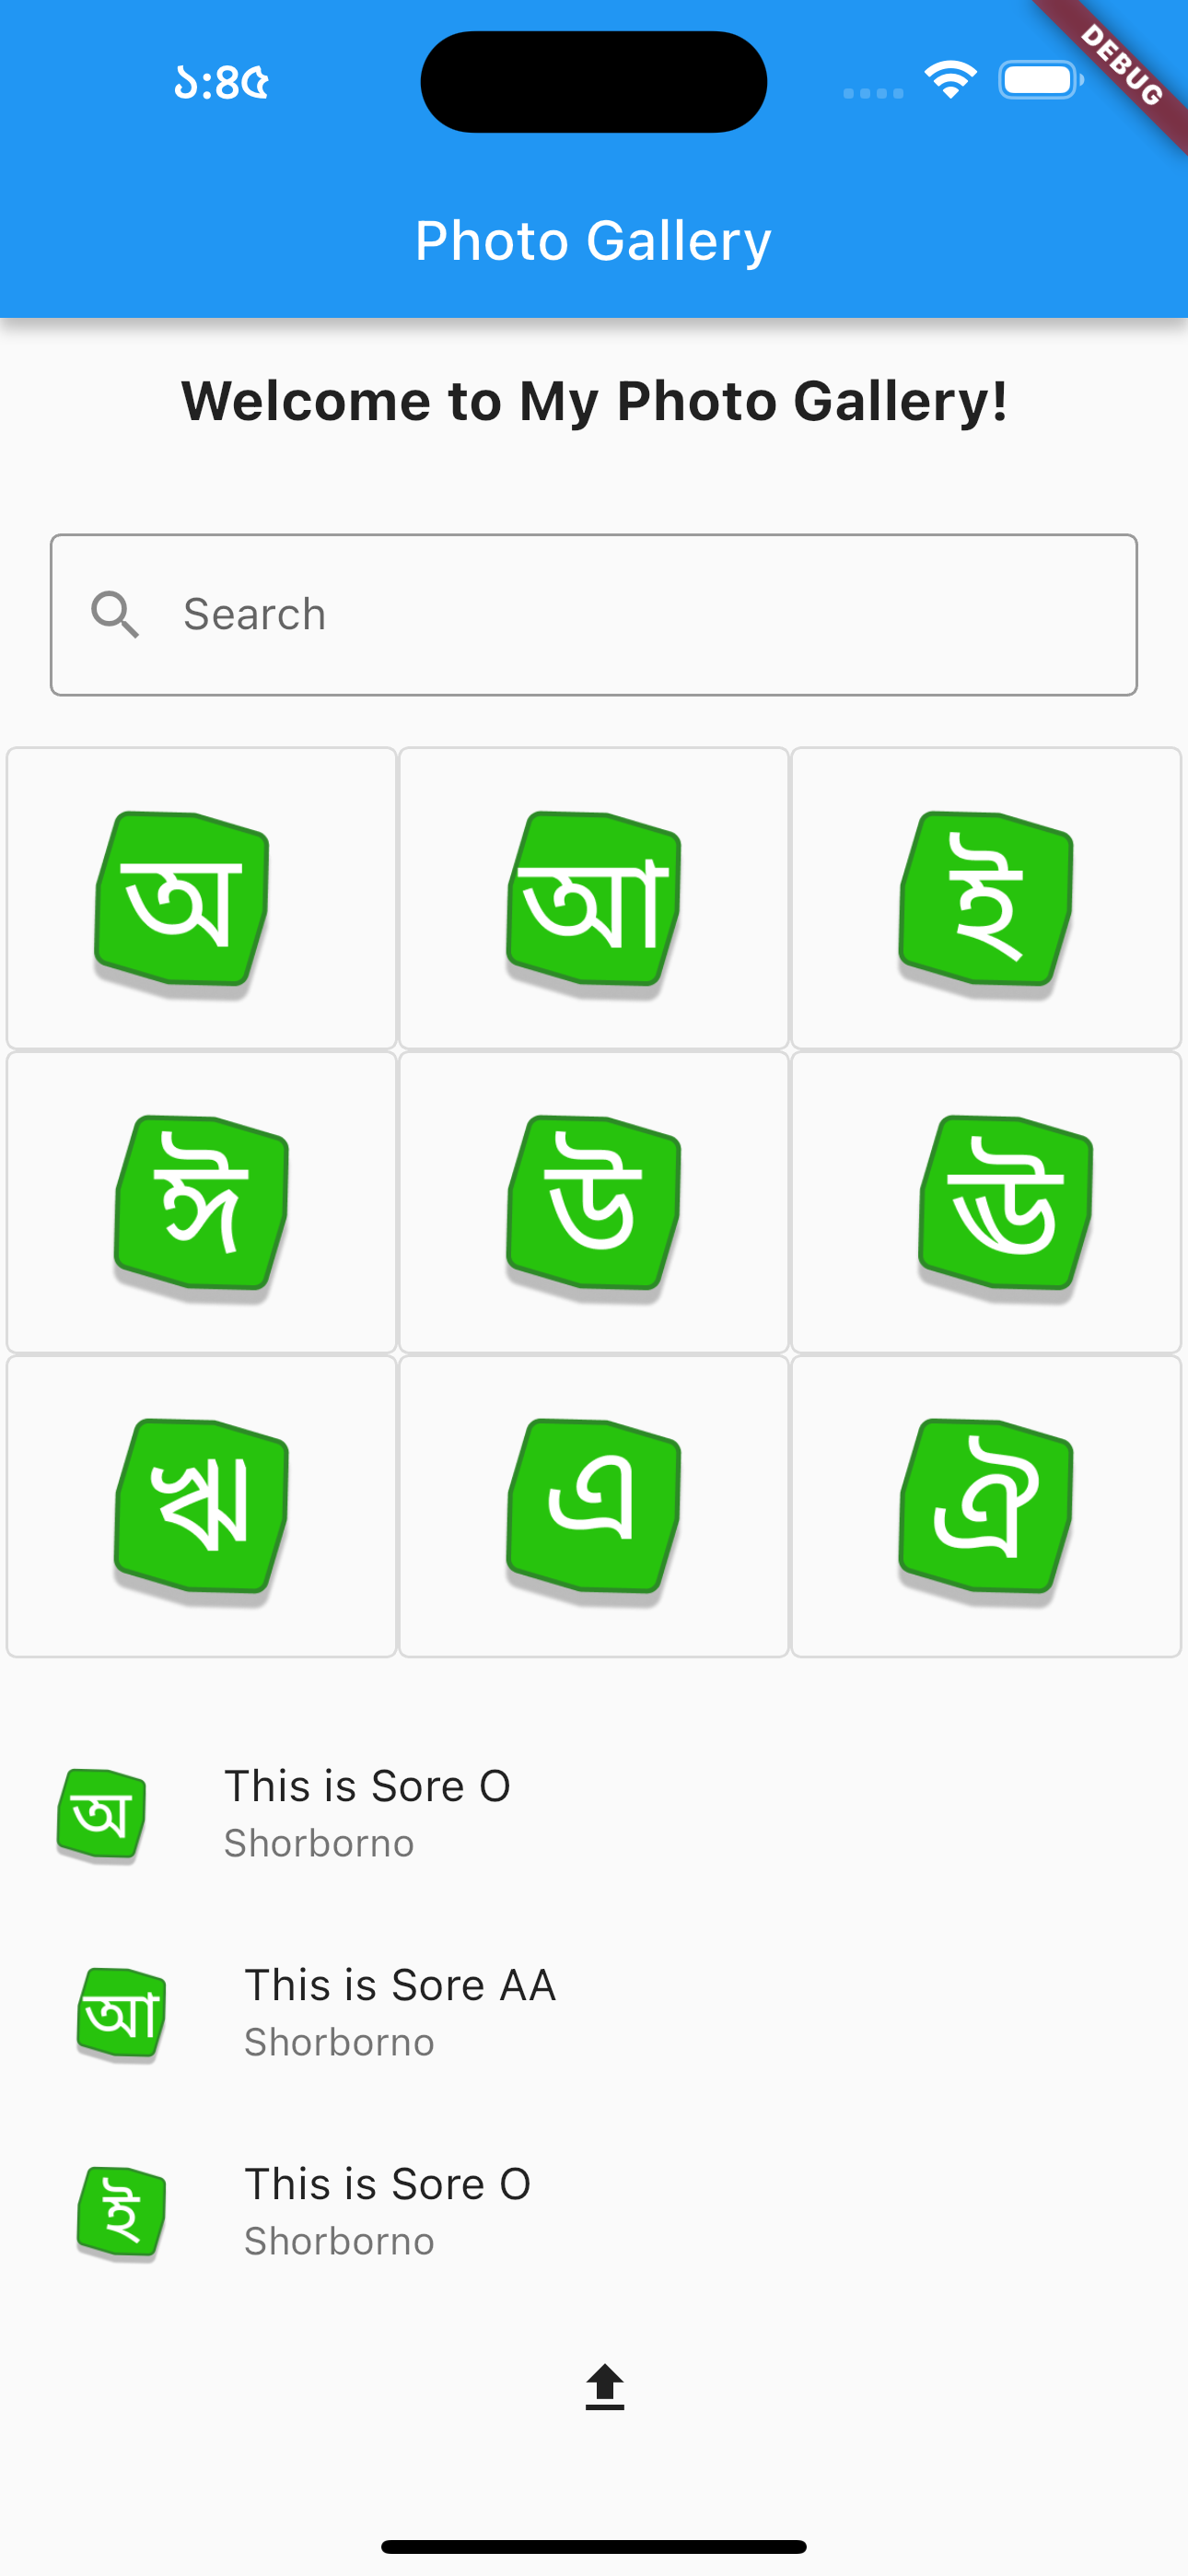 ১:৪৫
DEBUG
Photo Gallery
Welcome to My Photo Gallery!
Search
অ আ ই
ঈ উ ঊ
ঋ এ ঐ
অ
This is Sore O
Shorborno
আ
This is Sore AA
Shorborno
ই
This is Sore O
Shorborno